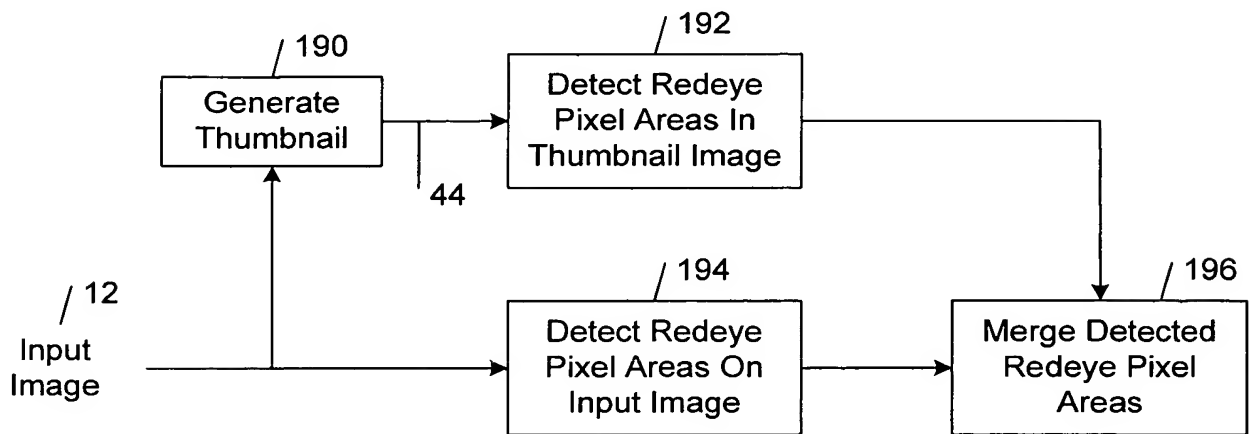 190
Generate
Thumbnail
192
Detect Redeye
Pixel Areas In
Thumbnail Image
44
12
Input
Image
194
Detect Redeye
Pixel Areas On
Input Image
196
Merge Detected
Redeye Pixel
Areas